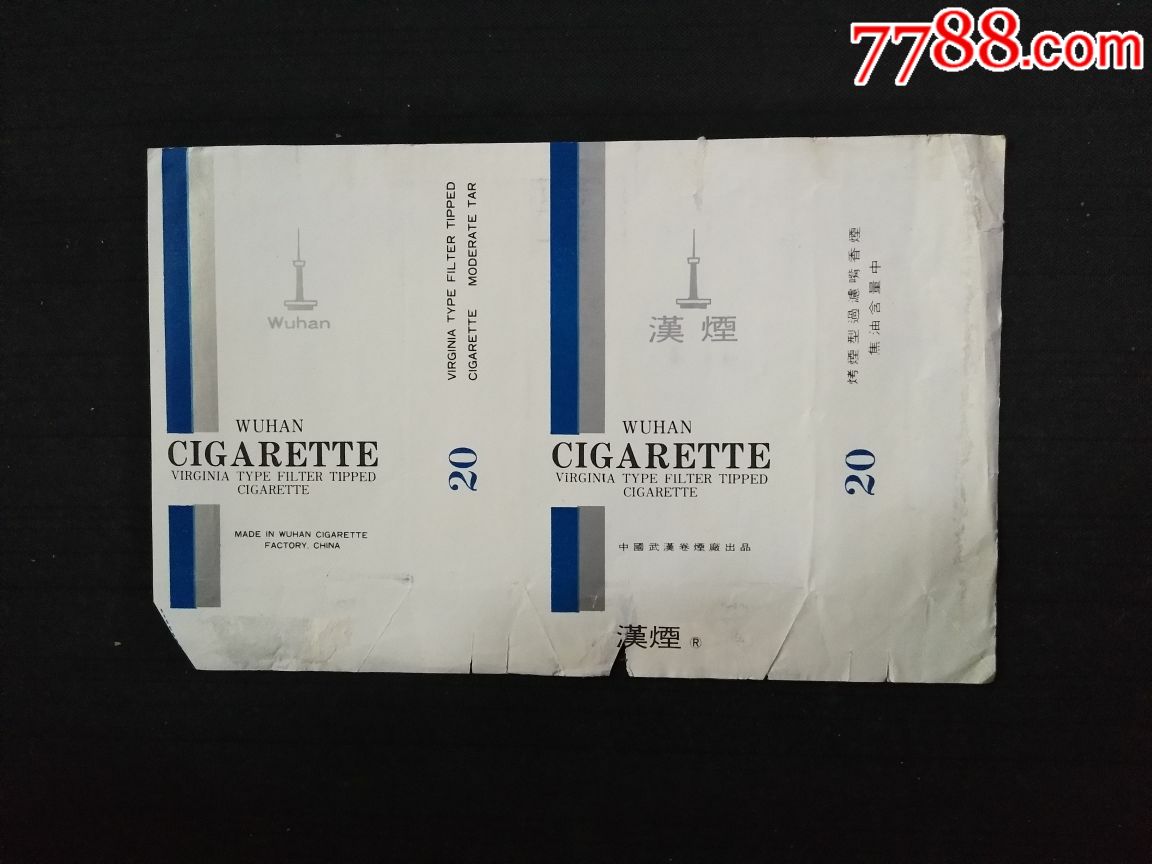 7788.com
Wuhan
WUHAN
CIGARETTE
VIRGINIA TYPE FILTER TIPPED
CIGARETTE
MADE IN WUHAN CIGARETTE
FACTORY, CHINA
VIRGINIA TYPE FILTER TIPPED
CIGARETTE MODERATE TAR
20
漢煙
WUHAN
CIGARETTE
VIRGINIA TYPE FILTER TIPPED
CIGARETTE
中國武漢卷煙廠出品
漢煙 ®
烤煙型過濾嘴香煙
焦油含量中
20